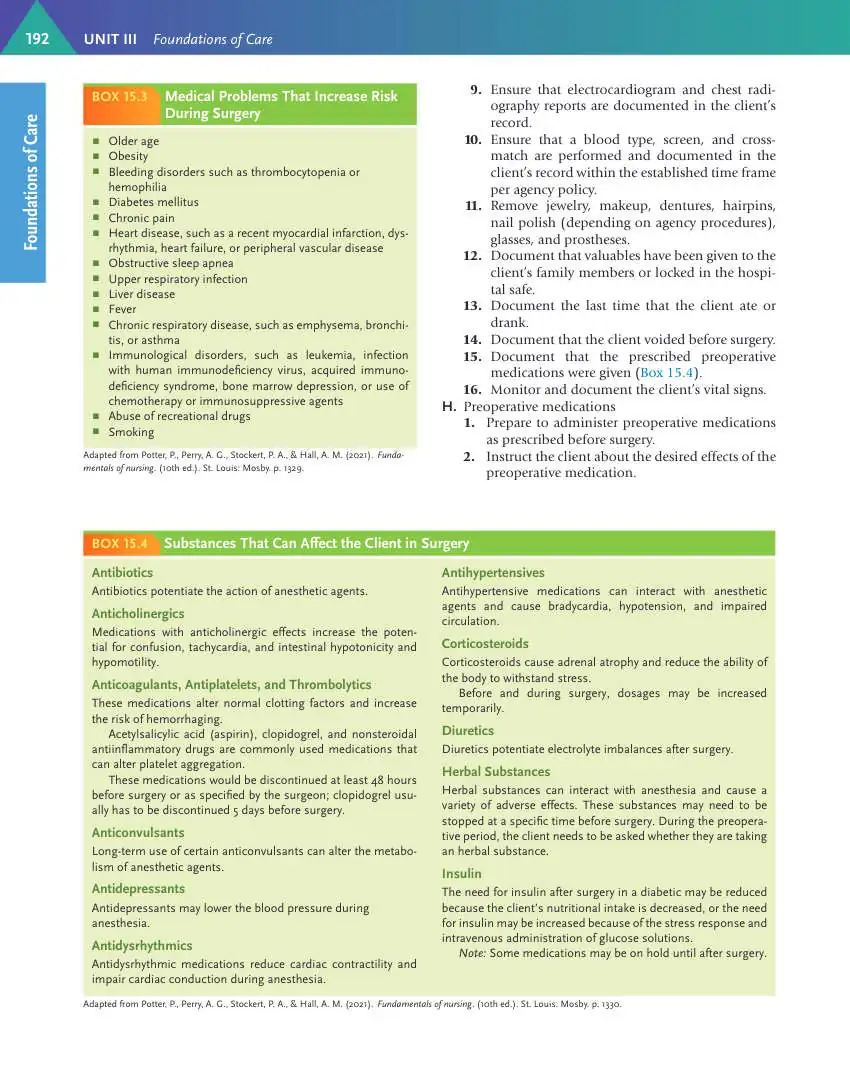 192 UNIT III Foundations of Care
Foundations of Care
BOX 15.3 Medical Problems That Increase Risk
During Surgery
■ Older age
■ Obesity
■ Bleeding disorders such as thrombocytopenia or
hemophilia
■ Diabetes mellitus
■ Chronic pain
■ Heart disease, such as a recent myocardial infarction, dys-
rhythmia, heart failure, or peripheral vascular disease
■ Obstructive sleep apnea
■ Upper respiratory infection
■ Liver disease
■ Fever
■ Chronic respiratory disease, such as emphysema, bronchi-
tis, or asthma
■ Immunological disorders, such as leukemia, infection
with human immunodeficiency virus, acquired immuno-
deficiency syndrome, bone marrow depression, or use of
chemotherapy or immunosuppressive agents
■ Abuse of recreational drugs
■ Smoking
Adapted from Potter, P., Perry, A. G., Stockert, P. A., & Hall, A. M. (2021). Funda-
mentals of nursing. (10th ed.). St. Louis: Mosby. p. 1329.
9. Ensure that electrocardiogram and chest radi-
ography reports are documented in the client's
record.
10. Ensure that a blood type, screen, and cross-
match are performed and documented in the
client's record within the established time frame
per agency policy.
11. Remove jewelry, makeup, dentures, hairpins,
nail polish (depending on agency procedures),
glasses, and prostheses.
12. Document that valuables have been given to the
client's family members or locked in the hospi-
tal safe.
13. Document the last time that the client ate or
drank.
14. Document that the client voided before surgery.
15. Document that the prescribed preoperative
medications were given (Box 15.4).
16. Monitor and document the client's vital signs.
H. Preoperative medications
1. Prepare to administer preoperative medications
as prescribed before surgery.
2. Instruct the client about the desired effects of the
preoperative medication.
BOX 15.4 Substances That Can Affect the Client in Surgery
Antibiotics
Antibiotics potentiate the action of anesthetic agents.
Anticholinergics
Medications with anticholinergic effects increase the poten-
tial for confusion, tachycardia, and intestinal hypotonicity and
hypomotility.
Anticoagulants, Antiplatelets, and Thrombolytics
These medications alter normal clotting factors and increase
the risk of hemorrhaging.
Acetylsalicylic acid (aspirin), clopidogrel, and nonsteroidal
antiinflammatory drugs are commonly used medications that
can alter platelet aggregation.
These medications would be discontinued at least 48 hours
before surgery or as specified by the surgeon; clopidogrel usu-
ally has to be discontinued 5 days before surgery.
Anticonvulsants
Long-term use of certain anticonvulsants can alter the metabo-
lism of anesthetic agents.
Antidepressants
Antidepressants may lower the blood pressure during
anesthesia.
Antidysrhythmics
Antidysrhythmic medications reduce cardiac contractility and
impair cardiac conduction during anesthesia.
Antihypertensives
Antihypertensive medications can interact with anesthetic
agents and cause bradycardia, hypotension, and impaired
circulation.
Corticosteroids
Corticosteroids cause adrenal atrophy and reduce the ability of
the body to withstand stress.
Before and during surgery, dosages may be increased
temporarily.
Diuretics
Diuretics potentiate electrolyte imbalances after surgery.
Herbal Substances
Herbal substances can interact with anesthesia and cause a
variety of adverse effects. These substances may need to be
stopped at a specific time before surgery. During the preopera-
tive period, the client needs to be asked whether they are taking
an herbal substance.
Insulin
The need for insulin after surgery in a diabetic may be reduced
because the client's nutritional intake is decreased, or the need
for insulin may be increased because of the stress response and
intravenous administration of glucose solutions.
Note: Some medications may be on hold until after surgery.
Adapted from Potter, P., Perry, A. G., Stockert, P. A., & Hall, A. M. (2021). Fundamentals of nursing. (10th ed.). St. Louis: Mosby. p. 1330.